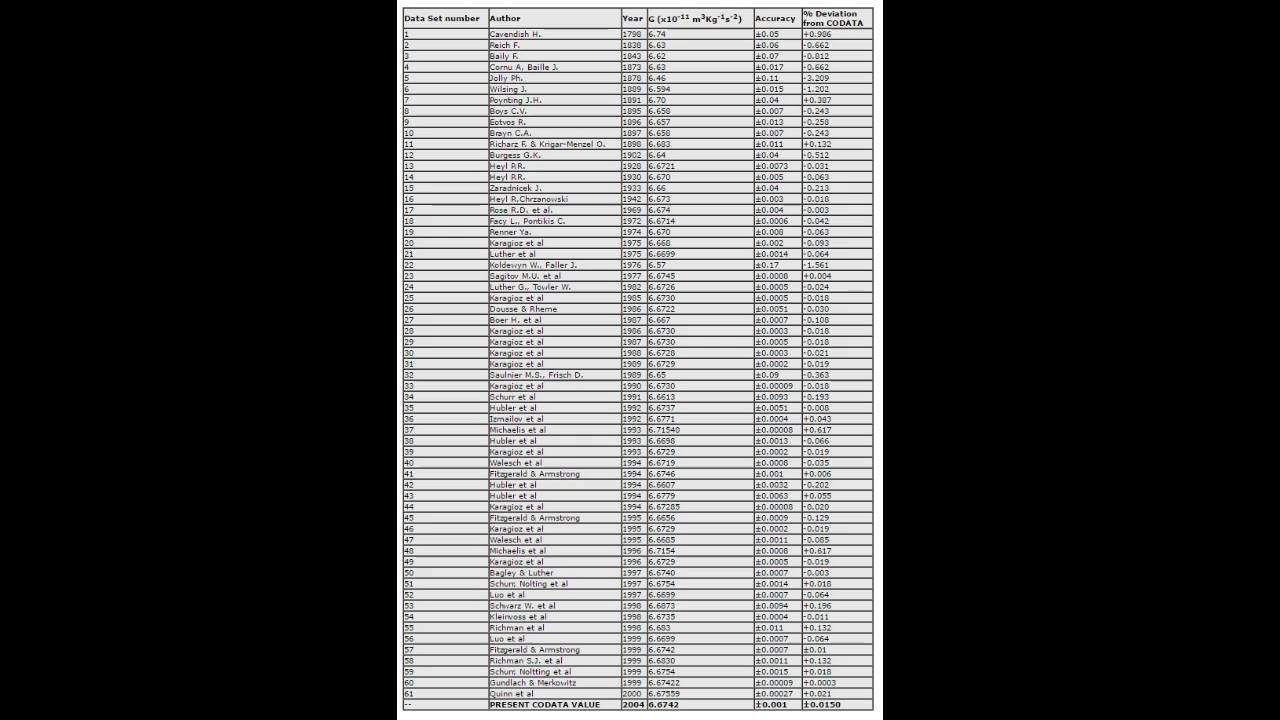 Data Set number Author Year G (x10-11 m3Kg-1s-2) Accuracy % Deviation from CODATA
1 Cavendish H. 1798 6.74 ±0.05 +0.986
2 Reich F. 1838 6.63 ±0.06 -0.662
3 Baily F. 1843 6.62 ±0.07 -0.812
4 Cornu A, Baille J. 1873 6.63 ±0.017 -0.662
5 Jolly Ph. 1878 6.46 ±0.11 -3.209
6 Wilsing J. 1889 6.594 ±0.015 -1.202
7 Poynting J.H. 1891 6.70 ±0.04 +0.387
8 Boys C.V. 1895 6.658 ±0.007 -0.243
9 Eotvos R. 1896 6.657 ±0.013 -0.258
10 Brayn C.A. 1897 6.658 ±0.007 -0.243
11 Richarz F. & Krigar-Menzel O. 1898 6.683 ±0.011 +0.132
12 Burgess G.K. 1902 6.64 ±0.04 -0.512
13 Heyl P.R. 1928 6.6721 ±0.0073 -0.031
14 Heyl P.R. 1930 6.670 ±0.005 -0.063
15 Zaradnicek J. 1933 6.66 ±0.04 -0.213
16 Heyl P.,Chrzanowski 1942 6.673 ±0.003 -0.018
17 Rose R.D. et al. 1969 6.674 ±0.004 -0.003
18 Facy L., Pontikis C. 1972 6.6714 ±0.0006 -0.042
19 Renner Ya. 1974 6.670 ±0.008 -0.063
20 Karagioz et al 1975 6.668 ±0.002 -0.093
21 Luther et al 1975 6.6699 ±0.0014 -0.064
22 Koldewyn W., Faller J. 1976 6.57 ±0.17 -1.561
23 Sagitov M.U. et al 1977 6.6745 ±0.0008 +0.004
24 Luther G., Towler W. 1982 6.6726 ±0.0005 -0.024
25 Karagioz et al 1985 6.6730 ±0.0005 -0.018
26 Dousse & Rheme 1986 6.6722 ±0.0051 -0.030
27 Boer H. et al 1987 6.667 ±0.0007 -0.108
28 Karagioz et al 1986 6.6730 ±0.0003 -0.018
29 Karagioz et al 1987 6.6730 ±0.0005 -0.018
30 Karagioz et al 1988 6.6728 ±0.0003 -0.021
31 Karagioz et al 1989 6.6729 ±0.0002 -0.019
32 Saulnier M.S., Frisch D. 1989 6.65 ±0.09 -0.363
33 Karagioz et al 1990 6.6730 ±0.00009 -0.018
34 Schurr et al 1991 6.6613 ±0.0093 -0.193
35 Hubler et al 1992 6.6737 ±0.0051 -0.008
36 Izmailov et al 1992 6.6771 ±0.0004 +0.043
37 Michaelis et al 1993 6.71540 ±0.00008 +0.617
38 Hubler et al 1993 6.6698 ±0.0013 -0.066
39 Karagioz et al 1993 6.6729 ±0.0002 -0.019
40 Walesch et al 1994 6.6719 ±0.0008 -0.035
41 Fitzgerald & Armstrong 1994 6.6746 ±0.001 +0.006
42 Hubler et al 1994 6.6607 ±0.0032 -0.202
43 Hubler et al 1994 6.6779 ±0.0063 +0.055
44 Karagioz et al 1994 6.67285 ±0.00008 -0.020
45 Fitzgerald & Armstrong 1995 6.6656 ±0.0009 -0.129
46 Karagioz et al 1995 6.6729 ±0.0002 -0.019
47 Walesch et al 1995 6.6685 ±0.0011 -0.085
48 Michaelis et al 1996 6.7154 ±0.0008 +0.617
49 Karagioz et al 1996 6.6729 ±0.0005 -0.019
50 Bagley & Luther 1997 6.6740 ±0.0007 -0.003
51 Schurr, Nolting et al 1997 6.6754 ±0.0014 +0.018
52 Luo et al 1997 6.6699 ±0.0007 -0.064
53 Schwarz W. et al 1998 6.6873 ±0.0094 +0.196
54 Kleinvoss et al 1998 6.6735 ±0.0004 -0.011
55 Richman et al 1998 6.683 ±0.011 +0.132
56 Luo et al 1999 6.6699 ±0.0007 -0.064
57 Fitzgerald & Armstrong 1999 6.6742 ±0.0007 ±0.01
58 Richman S.J. et al 1999 6.6830 ±0.0011 +0.132
59 Schurr, Noltting et al 1999 6.6754 ±0.0015 +0.018
60 Gundlach & Merkowitz 1999 6.67422 ±0.00009 +0.0003
61 Quinn et al 2000 6.67559 ±0.00027 +0.021
-- PRESENT CODATA VALUE 2004 6.6742 ±0.001 ±0.0150